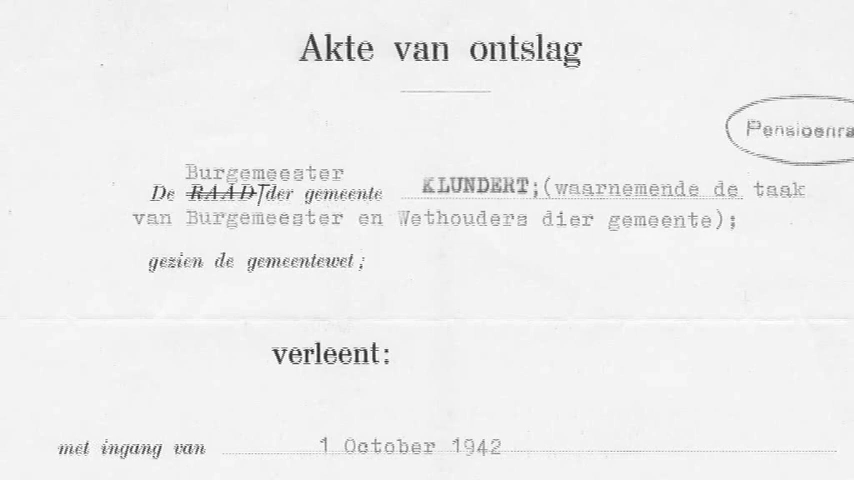 Akte van ontslag
Pensioenra
Burgemeester
De RAAD der gemeente KLUNDERT;(waarnemende de taak
van Burgemeester en Wethouders dier gemeente);
gezien de gemeentewet;
verleent:
met ingang van 1 October 1942